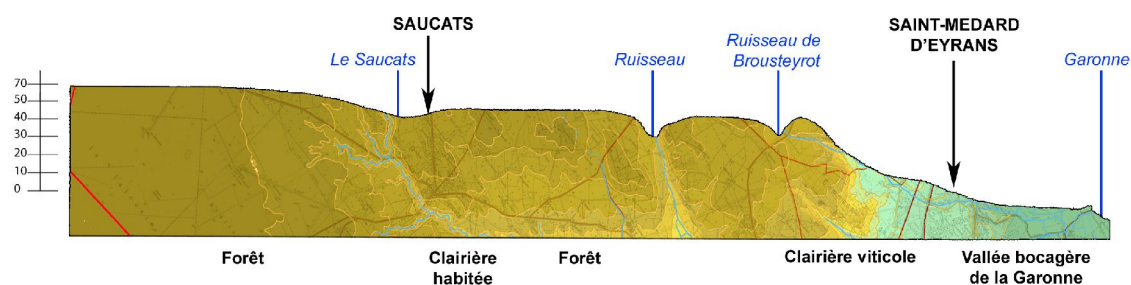 SAUCATS
SAINT-MEDARD
D'EYRANS
Le Saucats
Ruisseau
Ruisseau de
Brousteyrot
Garonne
70
50
40
30
20
10
0
Forêt
Clairière
habitée
Forêt
Clairière viticole
Vallée bocagère
de la Garonne